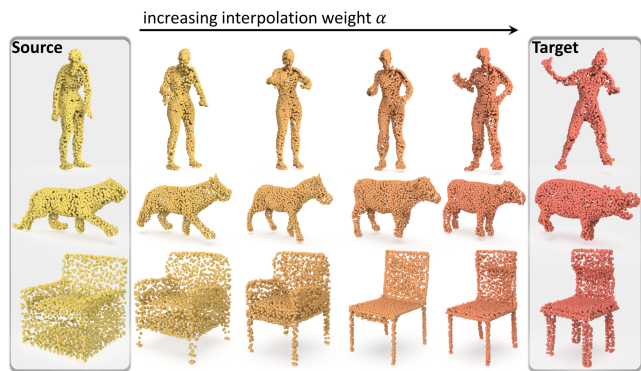 increasing interpolation weight α
Source
Target